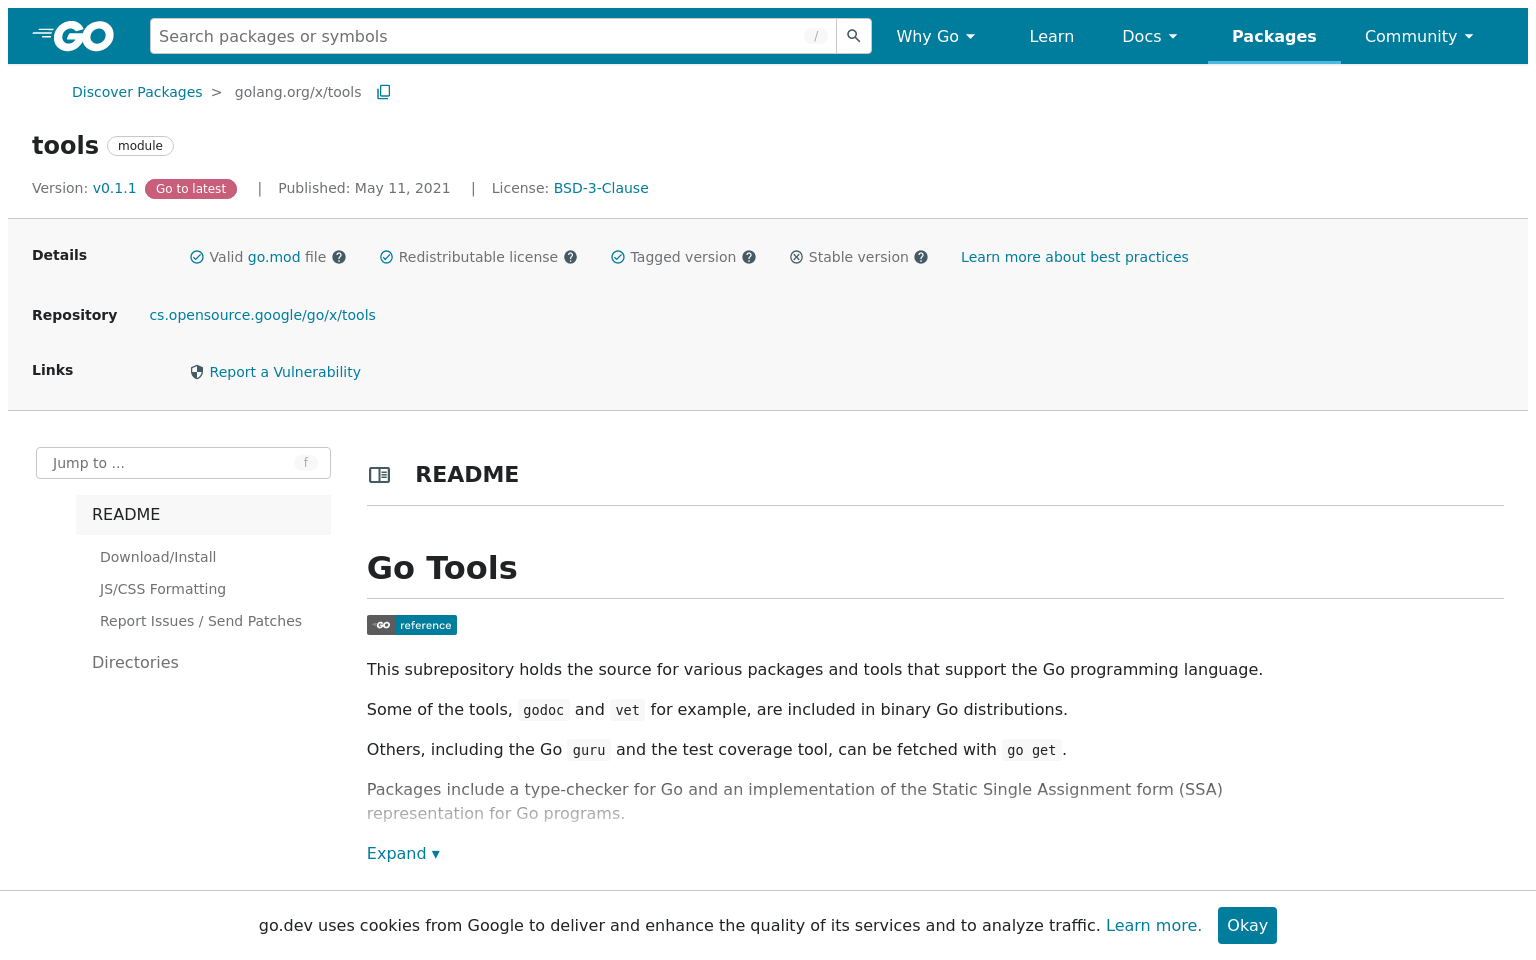 GO Search packages or symbols / Why Go Learn Docs Packages Community
Discover Packages > golang.org/x/tools
tools module
Version: v0.1.1 Go to latest | Published: May 11, 2021 | License: BSD-3-Clause
Details Valid go.mod file Redistributable license Tagged version Stable version Learn more about best practices
Repository cs.opensource.google/go/x/tools
Links Report a Vulnerability
Jump to ... f
README
Download/Install
JS/CSS Formatting
Report Issues / Send Patches
Directories
README
Go Tools
GO reference
This subrepository holds the source for various packages and tools that support the Go programming language.
Some of the tools, godoc and vet for example, are included in binary Go distributions.
Others, including the Go guru and the test coverage tool, can be fetched with go get.
Packages include a type-checker for Go and an implementation of the Static Single Assignment form (SSA)
representation for Go programs.
Expand ▾
go.dev uses cookies from Google to deliver and enhance the quality of its services and to analyze traffic. Learn more. Okay